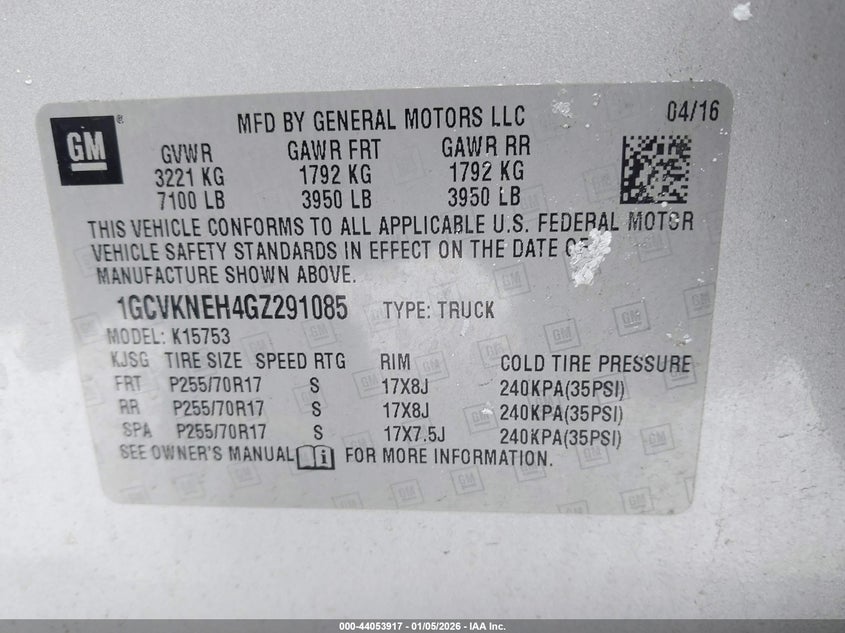 GM
MFD BY GENERAL MOTORS LLC 04/16
GVWR GAWR FRT GAWR RR
3221 KG 1792 KG 1792 KG
7100 LB 3950 LB 3950 LB
THIS VEHICLE CONFORMS TO ALL APPLICABLE U.S. FEDERAL MOTOR
VEHICLE SAFETY STANDARDS IN EFFECT ON THE DATE OF
MANUFACTURE SHOWN ABOVE.
1GCVKNEH4GZ291085 TYPE: TRUCK
MODEL: K15753
KJSG TIRE SIZE SPEED RTG RIM COLD TIRE PRESSURE
FRT P255/70R17 S 17X8J 240KPA(35PSI)
RR P255/70R17 S 17X8J 240KPA(35PSI)
SPA P255/70R17 S 17X7.5J 240KPA(35PSI)
SEE OWNER'S MANUAL i FOR MORE INFORMATION.
000-44053917 - 01/05/2026 - IAA Inc.